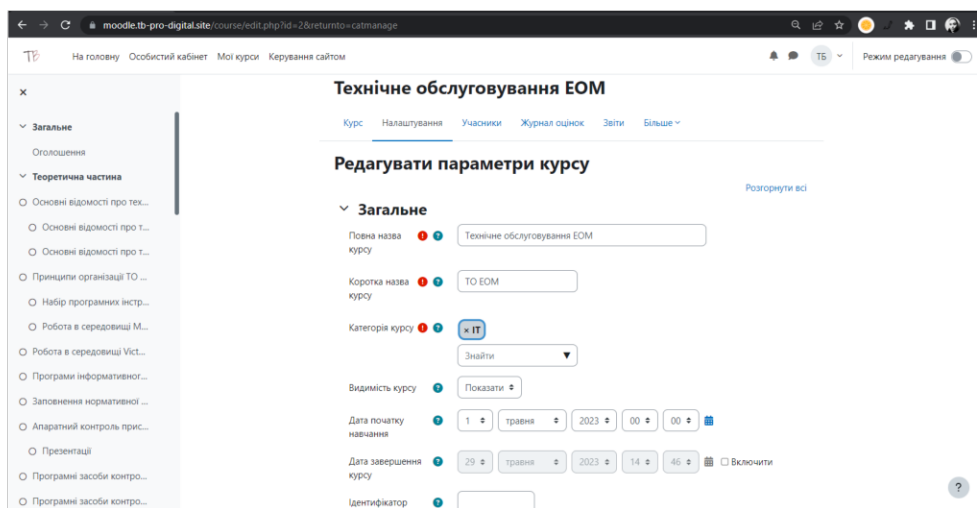 moodle.tb-pro-digital.site/course/edit.php?id=2&returnto=catmanage
TB На головну Особистий кабінет Мої курси Керування сайтом ТБ Режим редагування
Загальне
Оголошення
Теоретична частина
Основні відомості про тех...
Основні відомості про т...
Основні відомості про т...
Принципи організації ТО ...
Набір програмних інстр...
Робота в середовищі М...
Робота в середовищі Vict...
Програми інформативног...
Заповнення нормативної ...
Апаратний контроль прис...
Презентації
Програмні засоби контро...
Програмні засоби контро...
Технічне обслуговування ЕОМ
Курс Налаштування Учасники Журнал оцінок Звіти Більше
Редагувати параметри курсу
Розгорнути всі
Загальне
Повна назва курсу
Технічне обслуговування ЕОМ
Коротка назва курсу
ТО ЕОМ
Категорія курсу
× IT
Знайти
Видимість курсу
Показати
Дата початку навчання
1 травня 2023 00 00
Дата завершення курсу
29 травня 2023 14 46 Включити
Ідентифікатор